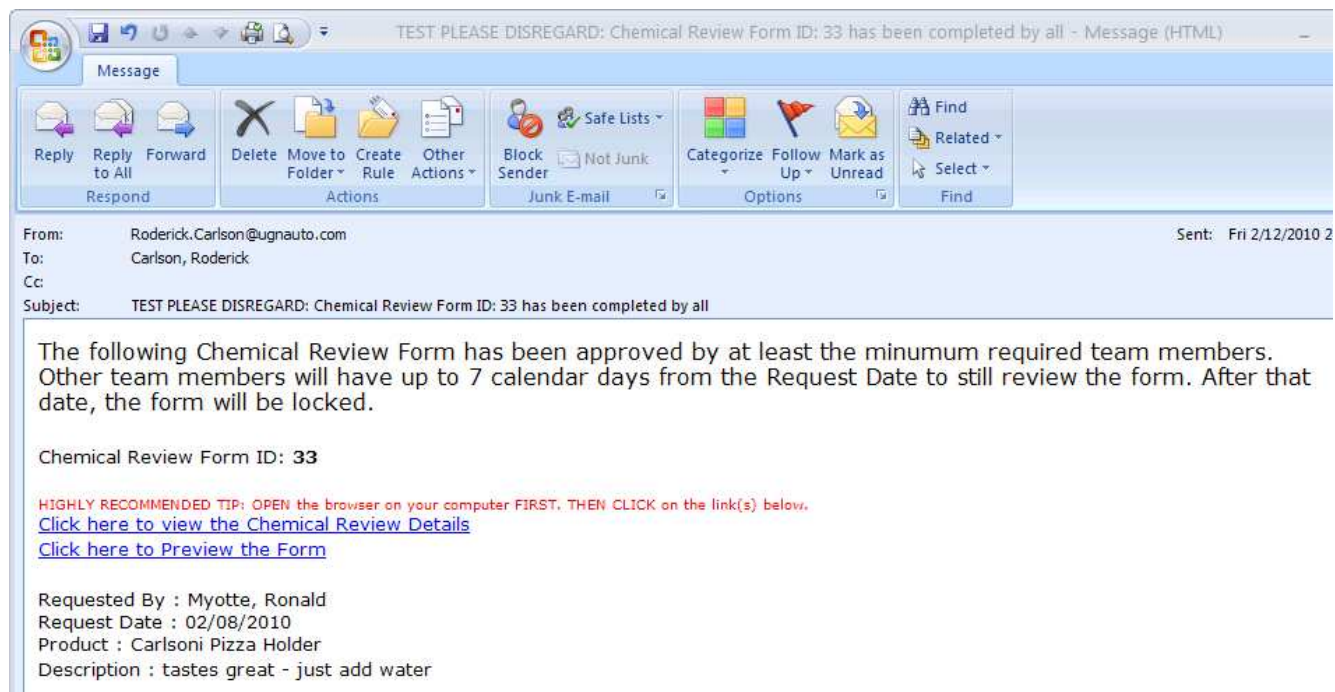 TEST PLEASE DISREGARD: Chemical Review Form ID: 33 has been completed by all - Message (HTML)
Message
Reply
Reply to All
Forward
Respond
Delete
Move to Folder
Create Rule
Other Actions
Actions
Block Sender
Safe Lists
Not Junk
Junk E-mail
Categorize
Follow Up
Mark as Unread
Options
Find
Related
Select
Find
From: Roderick.Carlson@ugnauto.com Sent: Fri 2/12/2010 2
To: Carlson, Roderick
Cc:
Subject: TEST PLEASE DISREGARD: Chemical Review Form ID: 33 has been completed by all
The following Chemical Review Form has been approved by at least the minumum required team members.
Other team members will have up to 7 calendar days from the Request Date to still review the form. After that
date, the form will be locked.
Chemical Review Form ID: 33
HIGHLY RECOMMENDED TIP: OPEN the browser on your computer FIRST. THEN CLICK on the link(s) below.
Click here to view the Chemical Review Details
Click here to Preview the Form
Requested By : Myotte, Ronald
Request Date : 02/08/2010
Product : Carlsoni Pizza Holder
Description : tastes great - just add water